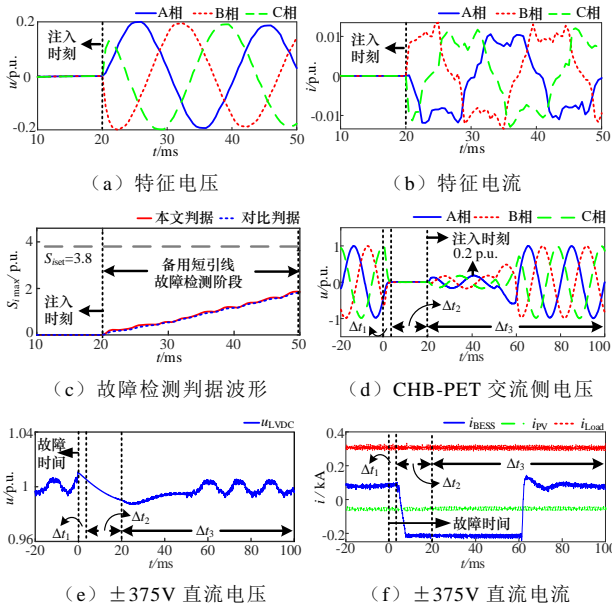 A相 B相 C相
0.2
注入
时刻
u/p.u.
0
-0.2
10 20 30 40 50
t/ms
（a）特征电压
A相 B相 C相
0.01
注入
时刻
i/p.u.
0
-0.01
10 20 30 40 50
t/ms
（b）特征电流
本文判据 对比判据
4
S_iset=3.8
备用短引线
故障检测阶段
S_i max/ p.u.
2
注入
时刻
0
10 20 30 40 50
t/ms
（c）故障检测判据波形
A相 B相 C相
注入时刻
0.2 p.u.
1
u/p.u.
0
-1
Δt₁ Δt₂ Δt₃
-20 0 20 40 60 80 100
t/ms
（d）CHB-PET 交流侧电压
u_LVDC
1.04
故障
时间
u/p.u.
1
Δt₁ Δt₂ Δt₃
0.96
-20 0 20 40 60 80 100
t/ms
（e）±375V 直流电压
i_BESS i_PV i_Load
0.4
Δt₁ Δt₂ Δt₃
0.2
i / kA
0
故障时间
-0.2
-20 0 20 40 60 80 100
t/ms
（f）±375V 直流电流